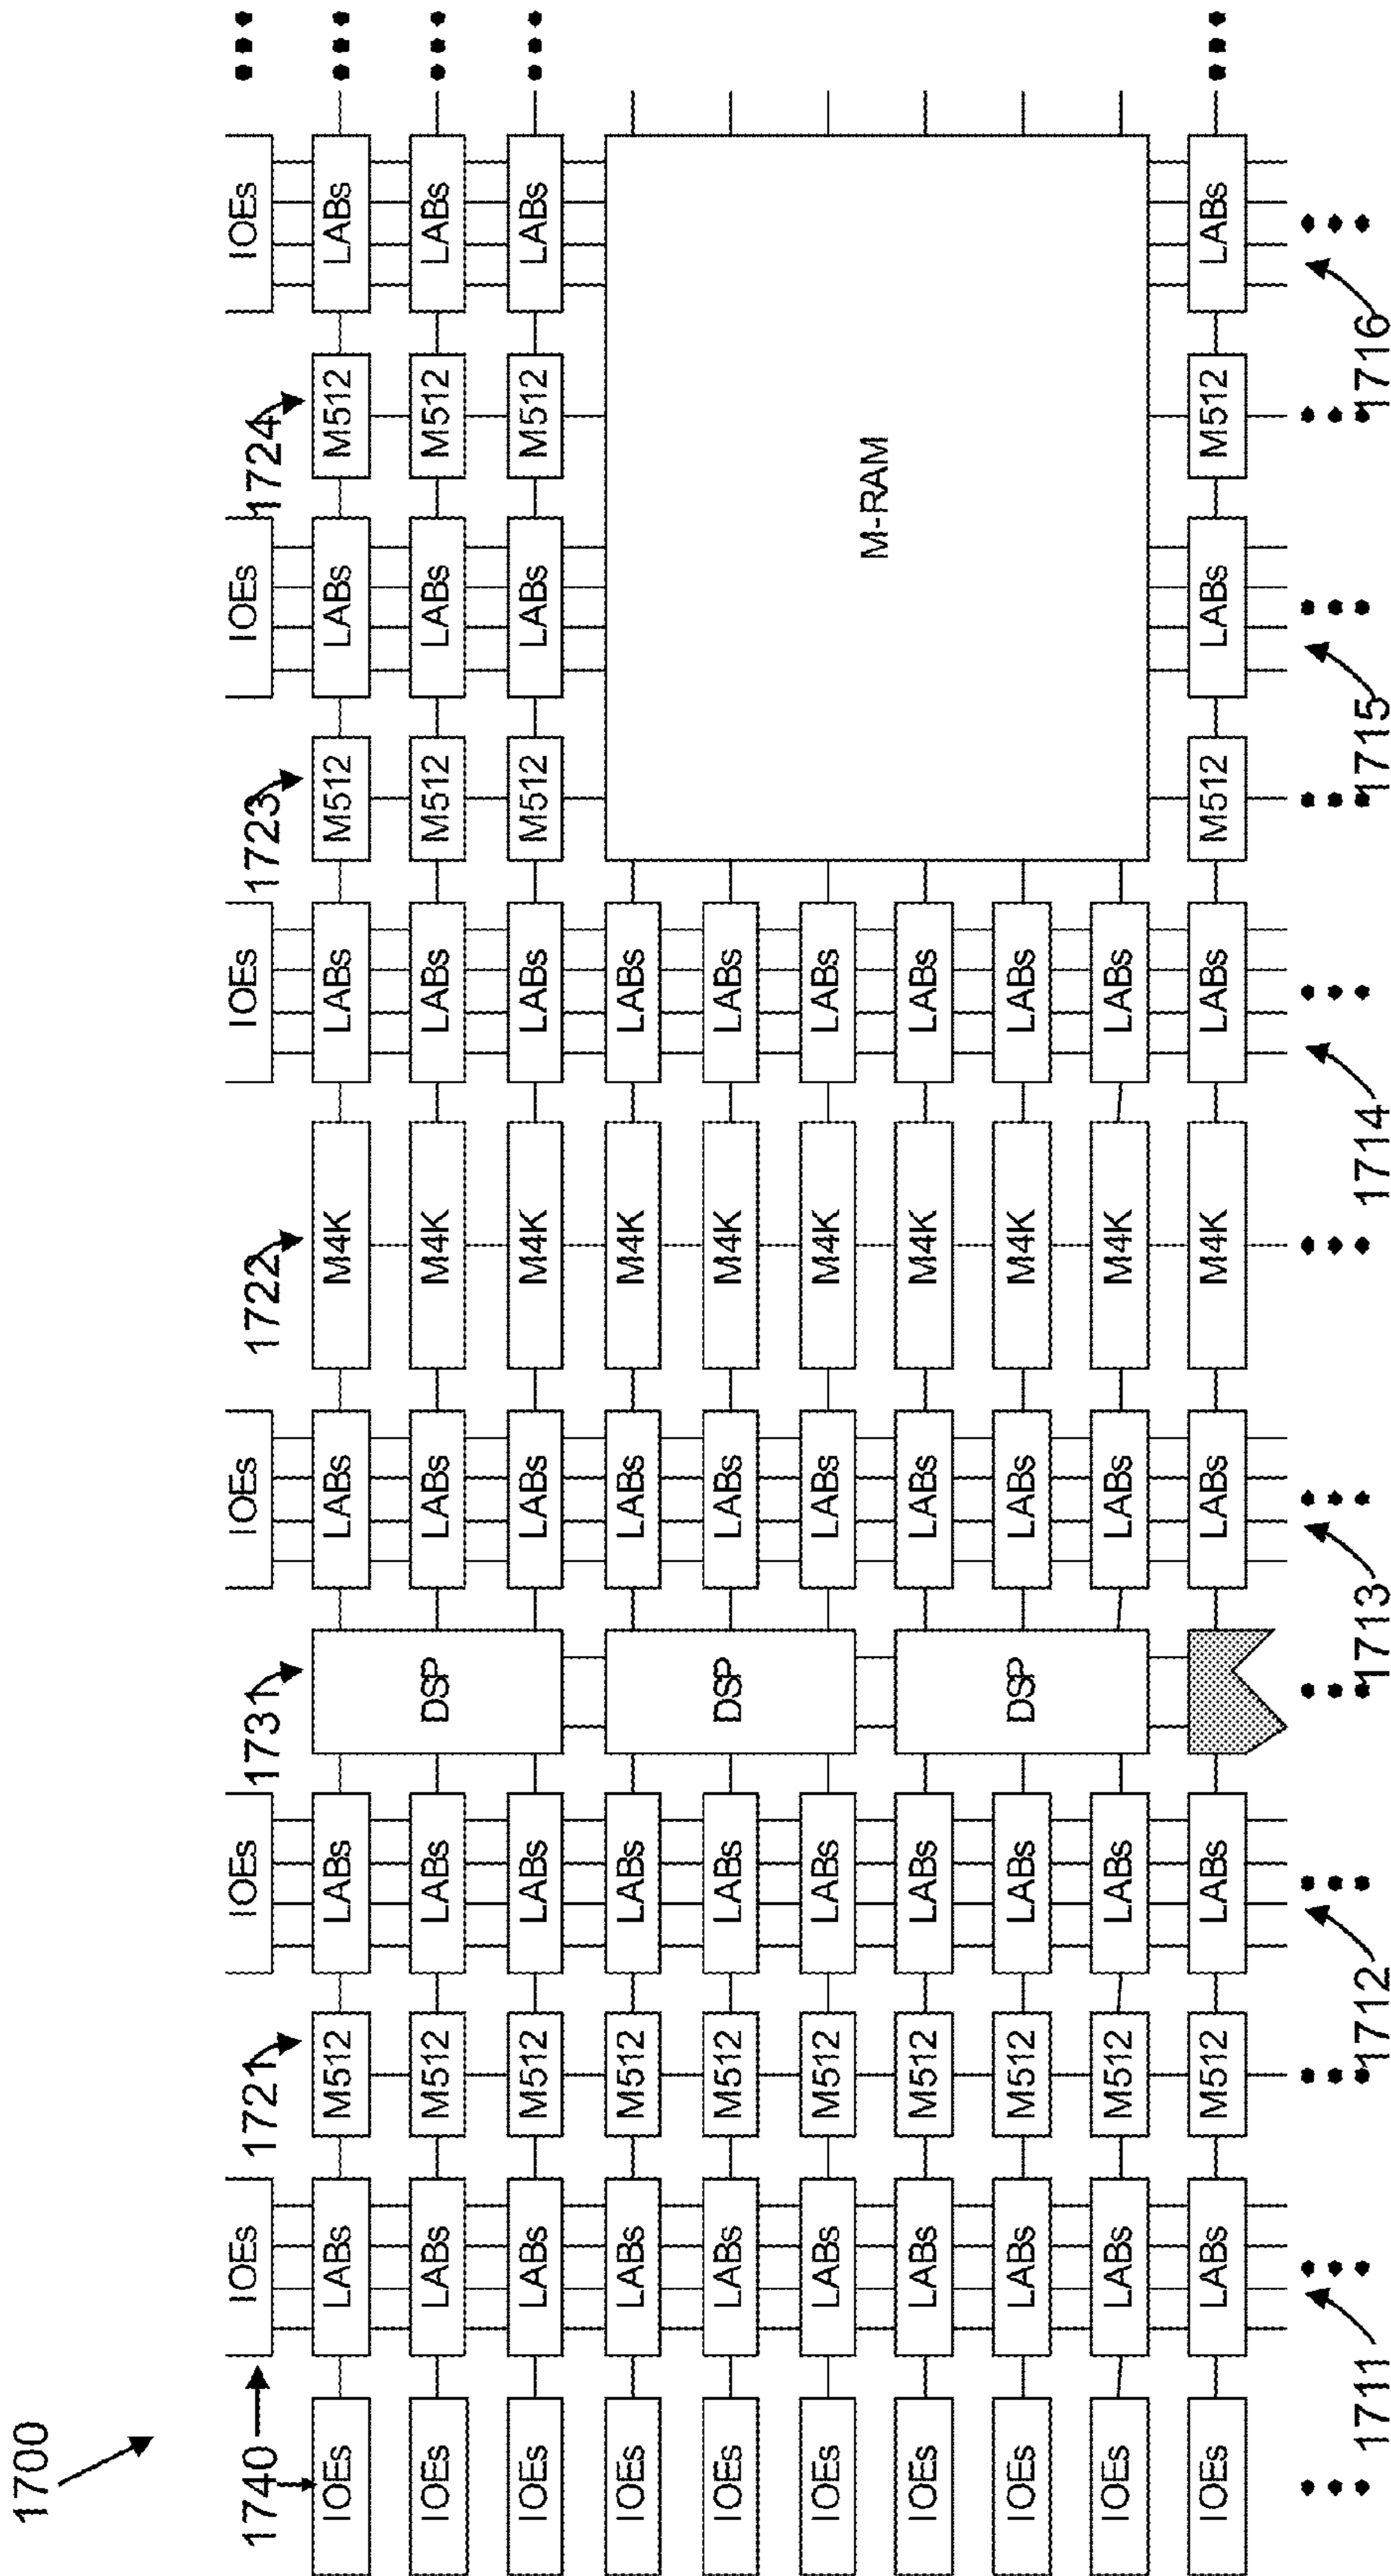 1700
IOEs IOEs IOEs IOEs IOEs IOEs
1740 1721 1731 1722 1723 1724
IOEs LABs M512 LABs LABs M4K LABs M512 LABs M512 LABs
IOEs LABs M512 LABs DSP LABs M4K LABs M512 LABs M512 LABs
IOEs LABs M512 LABs LABs M4K LABs M512 LABs M512 LABs
IOEs LABs M512 LABs LABs M4K LABs
IOEs LABs M512 LABs DSP LABs M4K LABs
IOEs LABs M512 LABs LABs M4K LABs
M-RAM
IOEs LABs M512 LABs LABs M4K LABs
IOEs LABs M512 LABs DSP LABs M4K LABs
IOEs LABs M512 LABs LABs M4K LABs
IOEs LABs M512 LABs LABs M4K LABs M512 LABs M512 LABs
1711 1712 1713 1714 1715 1716